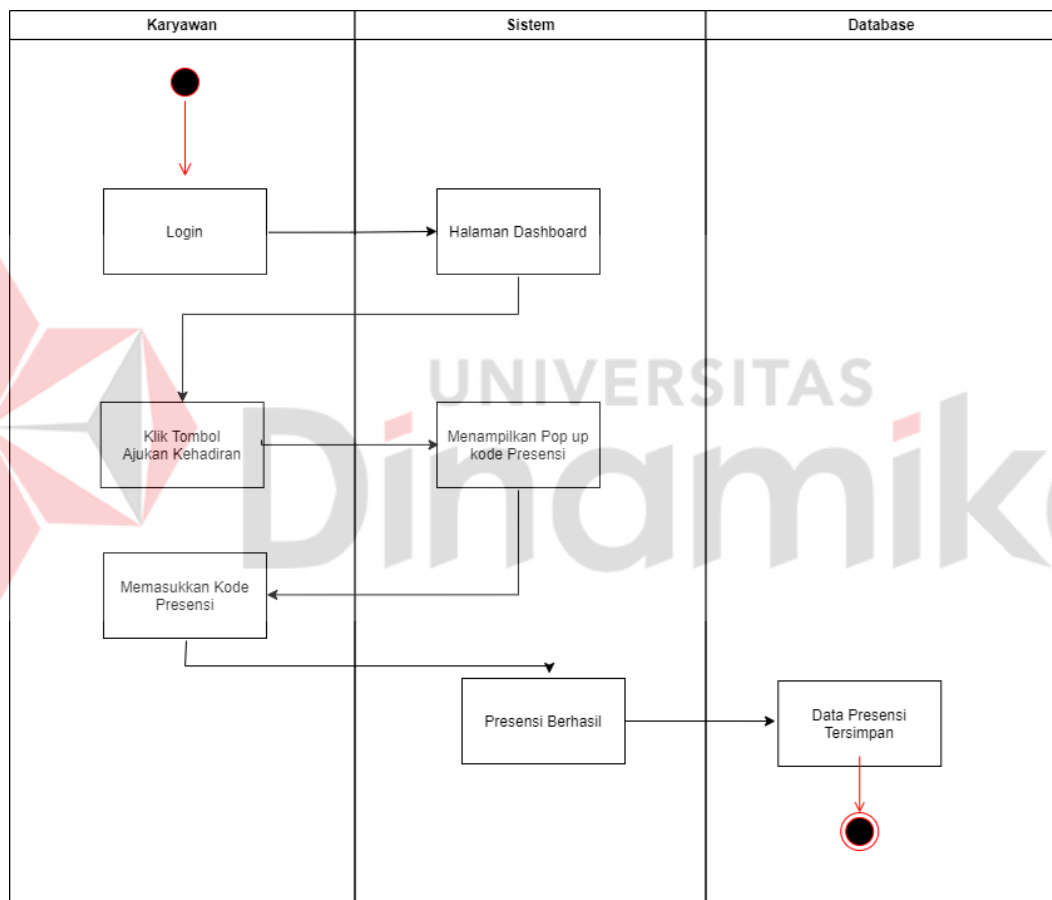 Karyawan
Sistem
Database
Login
Halaman Dashboard
UNIVERSITAS
Dinamika
Klik Tombol
Ajukan Kehadiran
Menampilkan Pop up
kode Presensi
Memasukkan Kode
Presensi
Presensi Berhasil
Data Presensi
Tersimpan